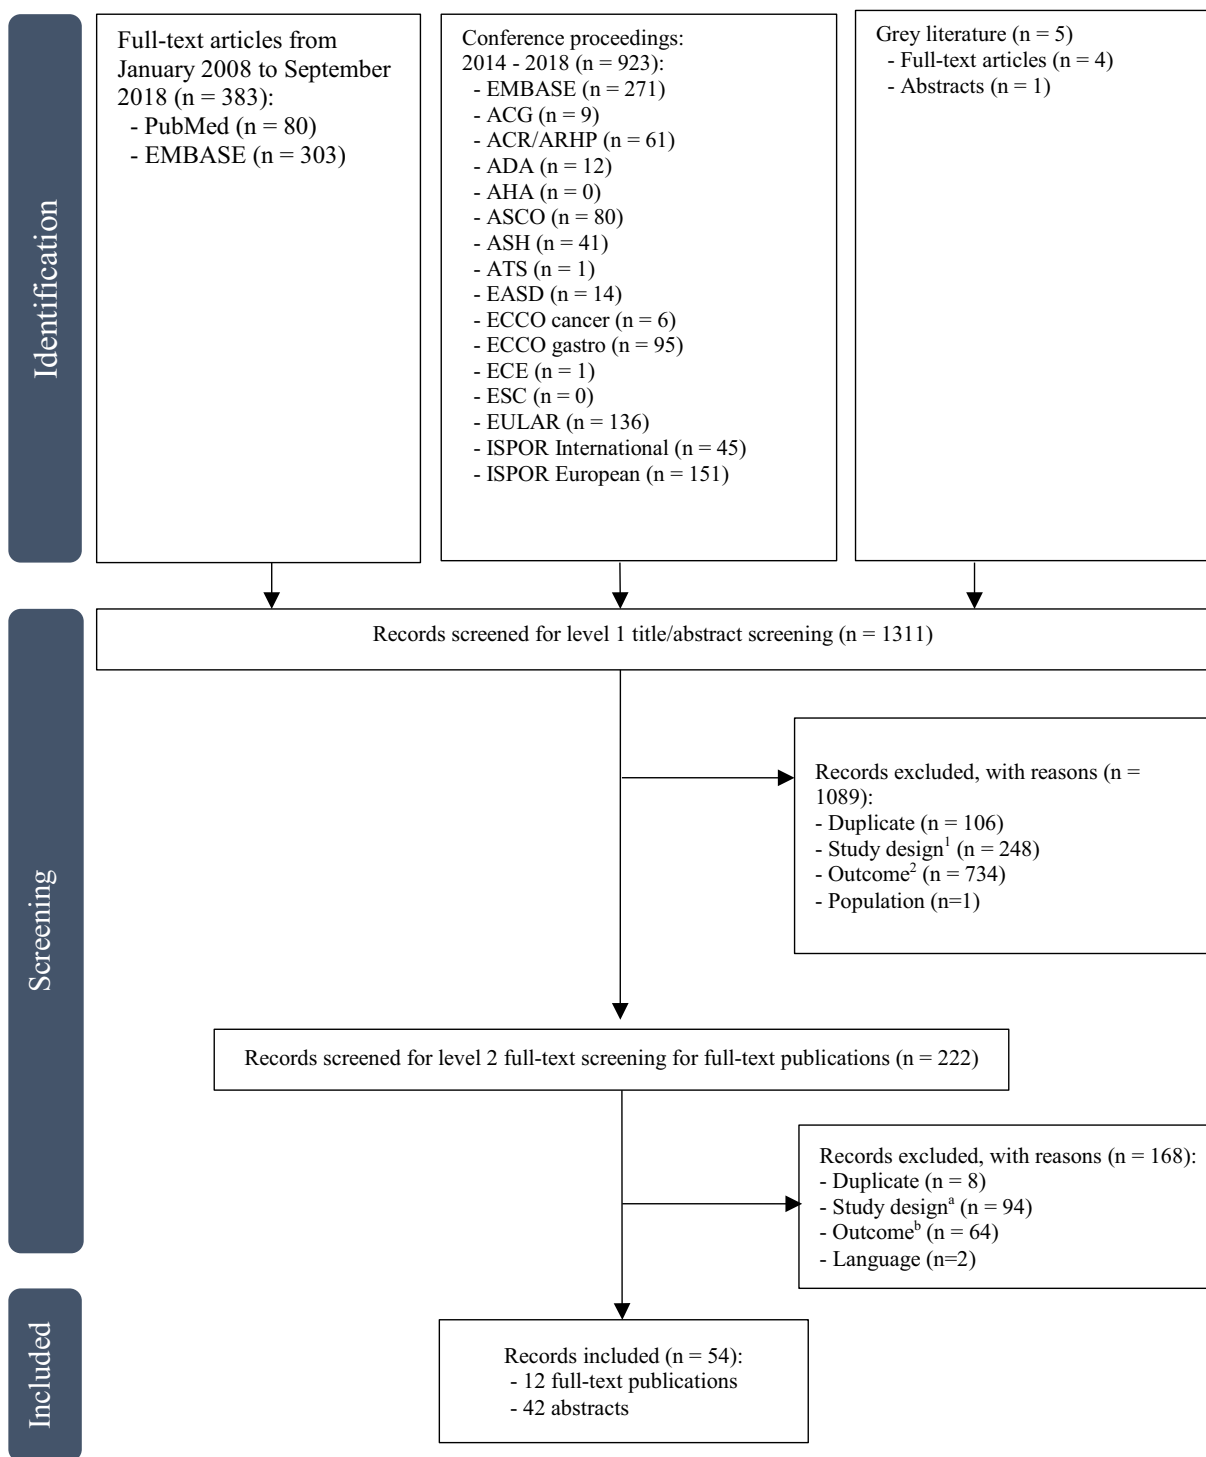 Identification
Full-text articles from
January 2008 to September
2018 (n = 383):
- PubMed (n = 80)
- EMBASE (n = 303)
Conference proceedings:
2014 - 2018 (n = 923):
- EMBASE (n = 271)
- ACG (n = 9)
- ACR/ARHP (n = 61)
- ADA (n = 12)
- AHA (n = 0)
- ASCO (n = 80)
- ASH (n = 41)
- ATS (n = 1)
- EASD (n = 14)
- ECCO cancer (n = 6)
- ECCO gastro (n = 95)
- ECE (n = 1)
- ESC (n = 0)
- EULAR (n = 136)
- ISPOR International (n = 45)
- ISPOR European (n = 151)
Grey literature (n = 5)
- Full-text articles (n = 4)
- Abstracts (n = 1)
Screening
Records screened for level 1 title/abstract screening (n = 1311)
Records excluded, with reasons (n =
1089):
- Duplicate (n = 106)
- Study design¹ (n = 248)
- Outcome² (n = 734)
- Population (n=1)
Records screened for level 2 full-text screening for full-text publications (n = 222)
Records excluded, with reasons (n = 168):
- Duplicate (n = 8)
- Study designᵃ (n = 94)
- Outcomeᵇ (n = 64)
- Language (n=2)
Included
Records included (n = 54):
- 12 full-text publications
- 42 abstracts